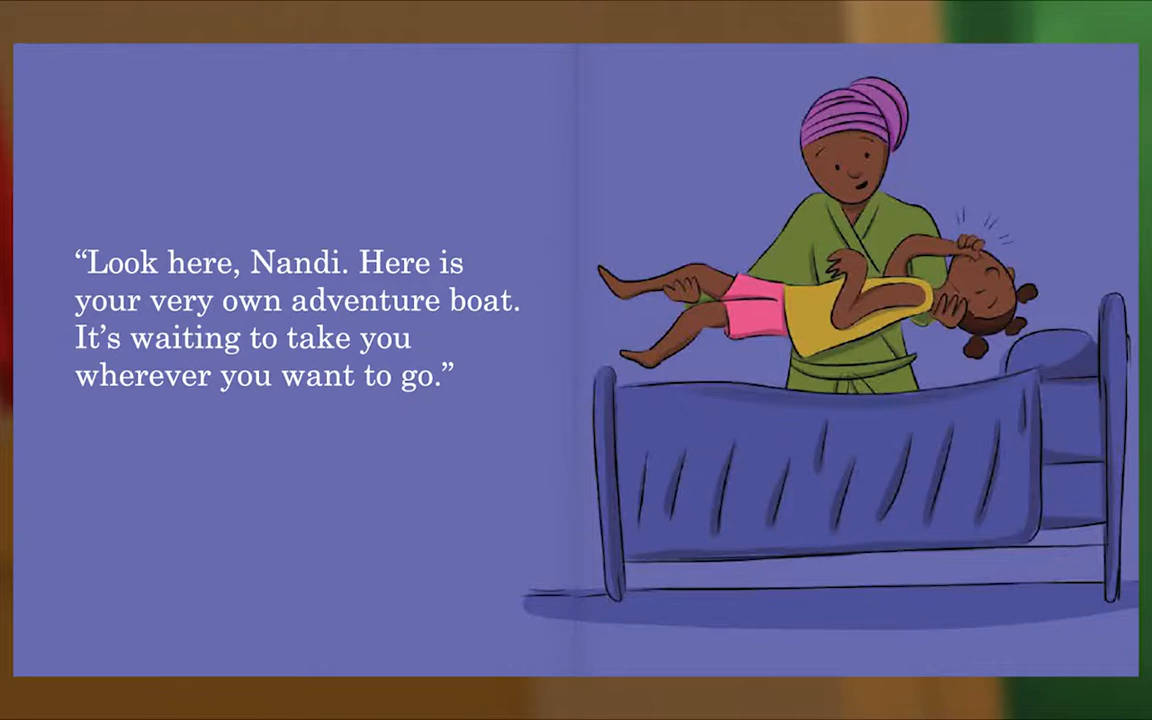 “Look here, Nandi. Here is
your very own adventure boat.
It’s waiting to take you
wherever you want to go.”